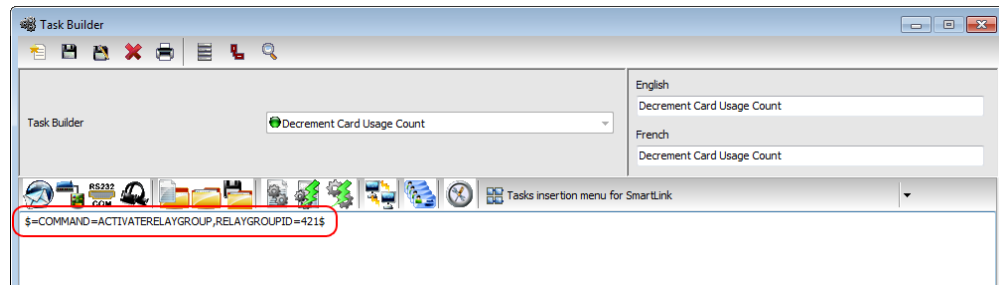 Task Builder
English
Decrement Card Usage Count
Task Builder
Decrement Card Usage Count
French
Decrement Card Usage Count
RS232
COM
Tasks insertion menu for SmartLink
$=COMMAND=ACTIVATERELAYGROUP,RELAYGROUPID=421$